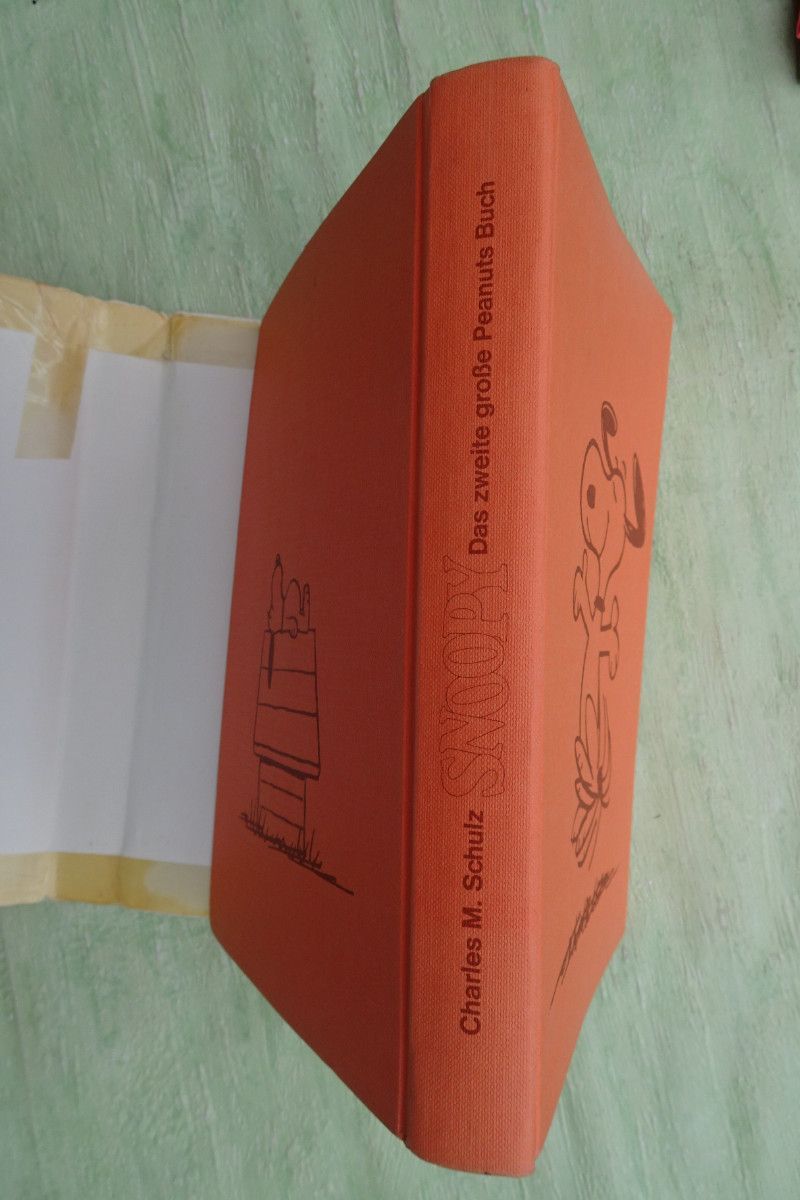 Charles M. Schulz SNOOPY Das zweite große Peanuts Buch